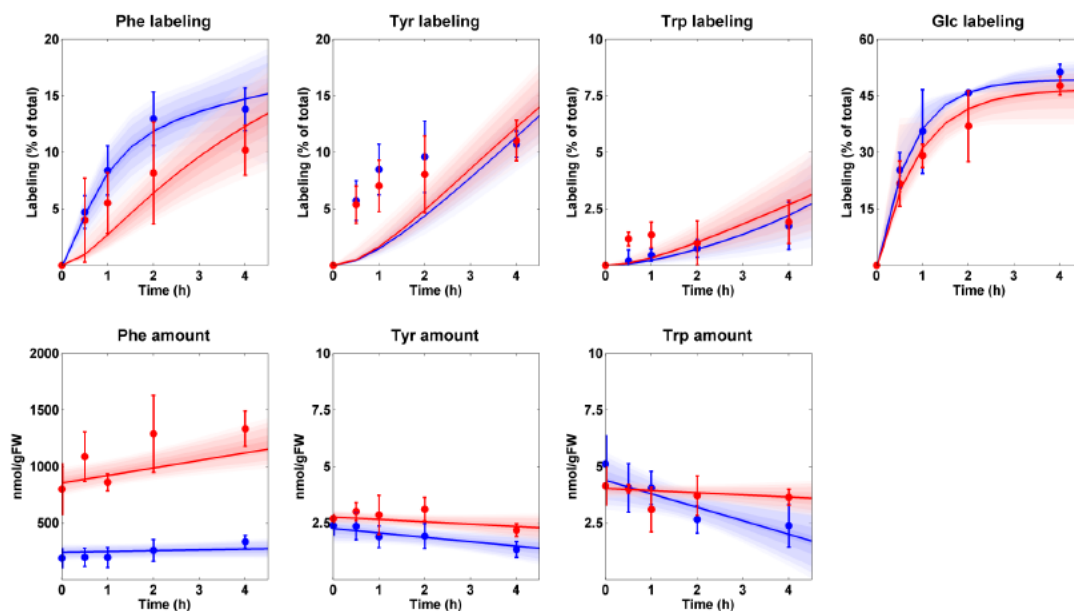 Phe labeling Tyr labeling Trp labeling Glc labeling
Labeling (% of total) Labeling (% of total) Labeling (% of total) Labeling (% of total)
20 20 10 60
15 15 7.5 45
10 10 5 30
5 5 2.5 15
0 1 2 3 4 0 1 2 3 4 0 1 2 3 4 0 1 2 3 4
Time (h) Time (h) Time (h) Time (h)
Phe amount Tyr amount Trp amount
nmol/gFW nmol/gFW nmol/gFW
2000 10 10
1500 7.5 7.5
1000 5 5
500 2.5 2.5
0 1 2 3 4 0 1 2 3 4 0 1 2 3 4
Time (h) Time (h) Time (h)